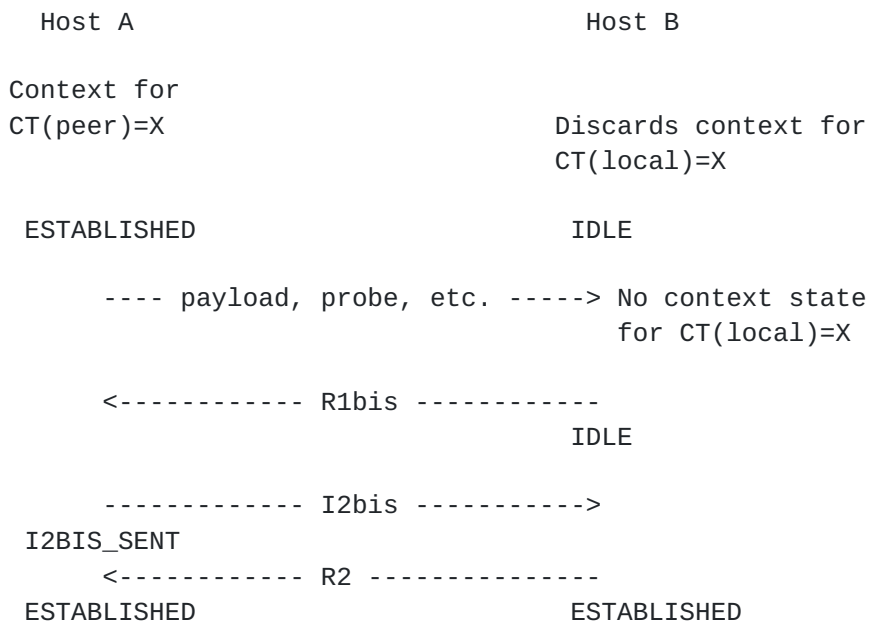 Host A                             Host B
Context for
CT(peer)=X                         Discards context for
                                   CT(local)=X
ESTABLISHED                        IDLE
---- payload, probe, etc. -----> No context state
                                 for CT(local)=X
<------------ R1bis ------------
                                   IDLE
------------- I2bis ----------->
I2BIS_SENT
<------------ R2 ---------------
ESTABLISHED                        ESTABLISHED